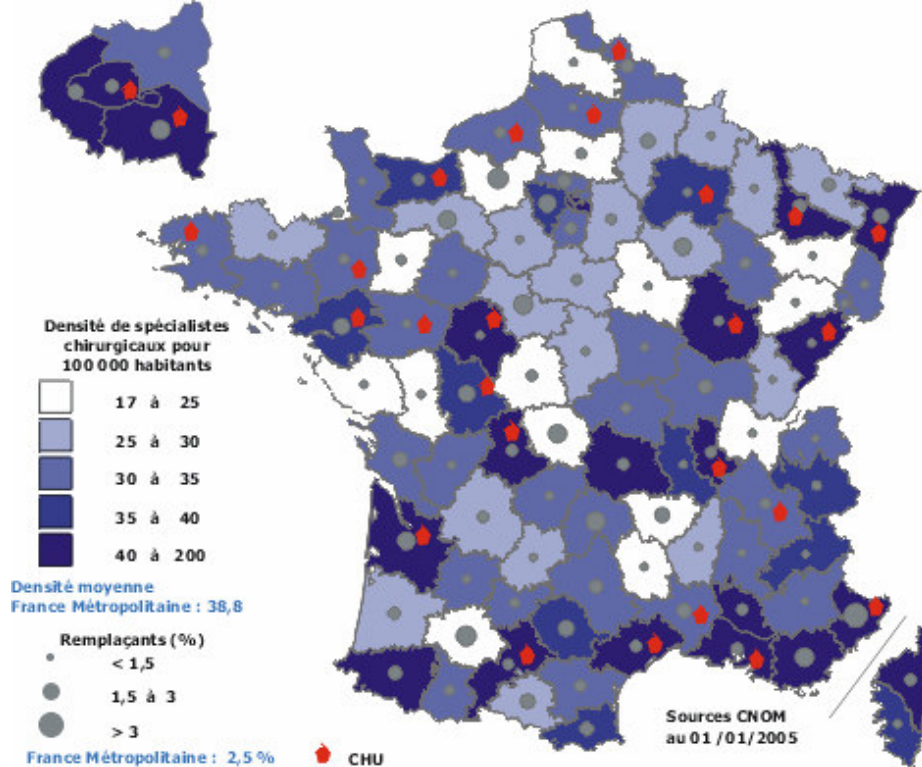 Densité de spécialistes
chirurgicaux pour
100 000 habitants
17 à 25
25 à 30
30 à 35
35 à 40
40 à 200
Densité moyenne
France Métropolitaine : 38,8
Remplaçants (%)
< 1,5
1,5 à 3
> 3
France Métropolitaine : 2,5 %
CHU
Sources CNOM
au 01 /01/2005